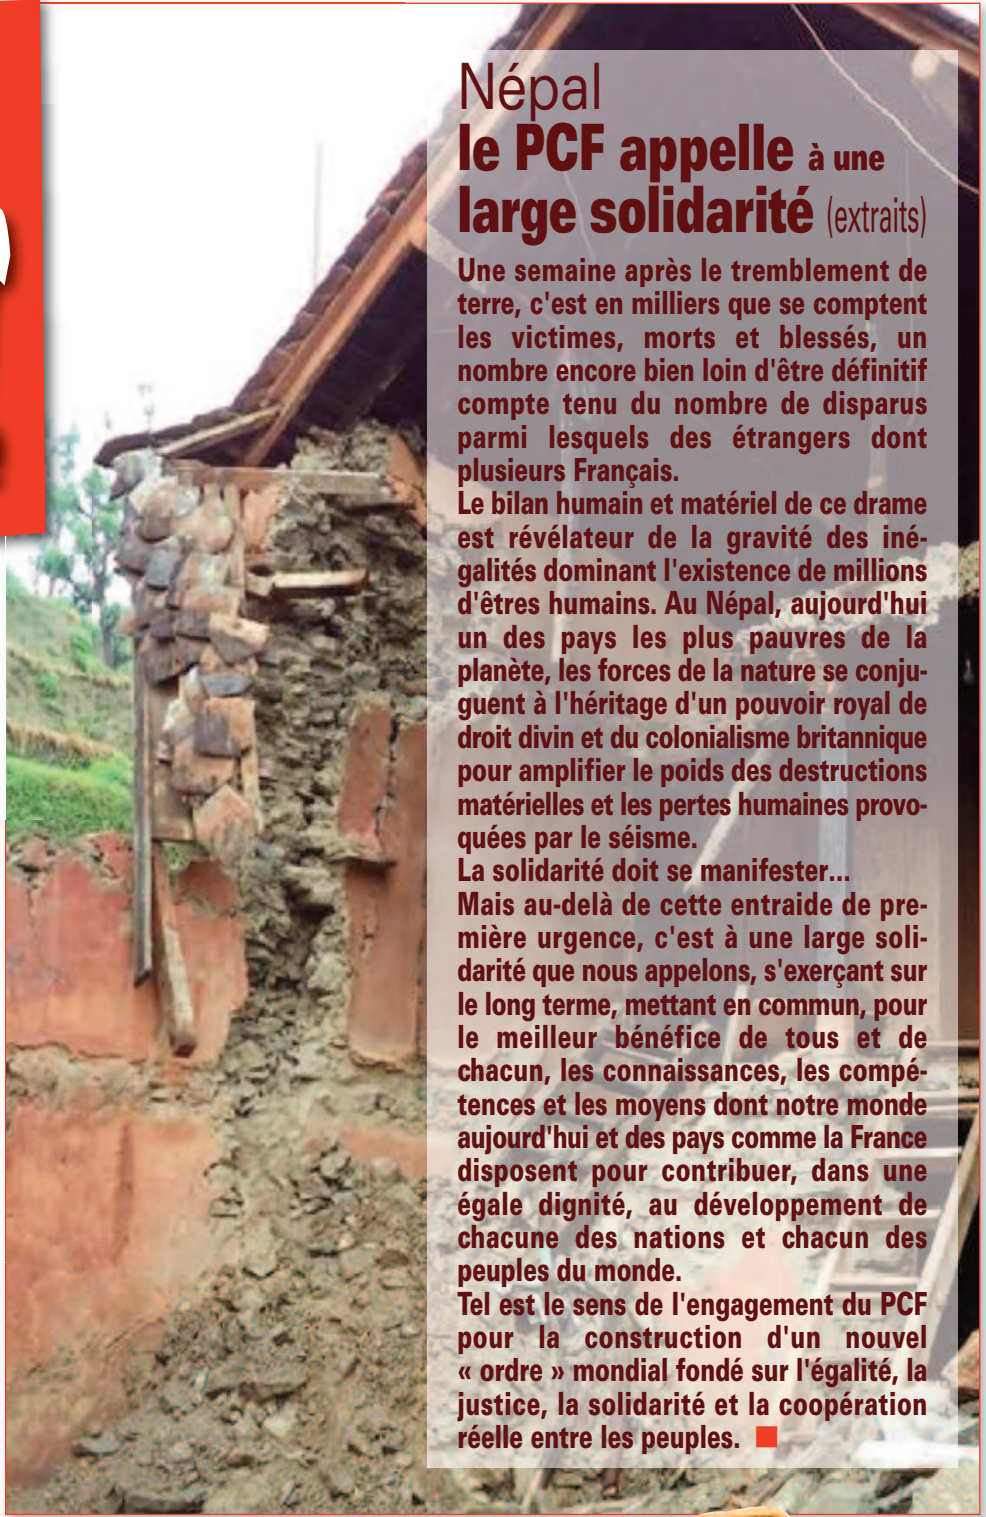 Népal
le PCF appelle à une
large solidarité (extraits)
Une semaine après le tremblement de
terre, c'est en milliers que se comptent
les victimes, morts et blessés, un
nombre encore bien loin d'être définitif
compte tenu du nombre de disparus
parmi lesquels des étrangers dont
plusieurs Français.
Le bilan humain et matériel de ce drame
est révélateur de la gravité des iné-
galités dominant l'existence de millions
d'êtres humains. Au Népal, aujourd'hui
un des pays les plus pauvres de la
planète, les forces de la nature se conju-
guent à l'héritage d'un pouvoir royal de
droit divin et du colonialisme britannique
pour amplifier le poids des destructions
matérielles et les pertes humaines provo-
quées par le séisme.
La solidarité doit se manifester...
Mais au-delà de cette entraide de pre-
mière urgence, c'est à une large soli-
darité que nous appelons, s'exerçant sur
le long terme, mettant en commun, pour
le meilleur bénéfice de tous et de
chacun, les connaissances, les compé-
tences et les moyens dont notre monde
aujourd'hui et des pays comme la France
disposent pour contribuer, dans une
égale dignité, au développement de
chacune des nations et chacun des
peuples du monde.
Tel est le sens de l'engagement du PCF
pour la construction d'un nouvel
« ordre » mondial fondé sur l'égalité, la
justice, la solidarité et la coopération
réelle entre les peuples.